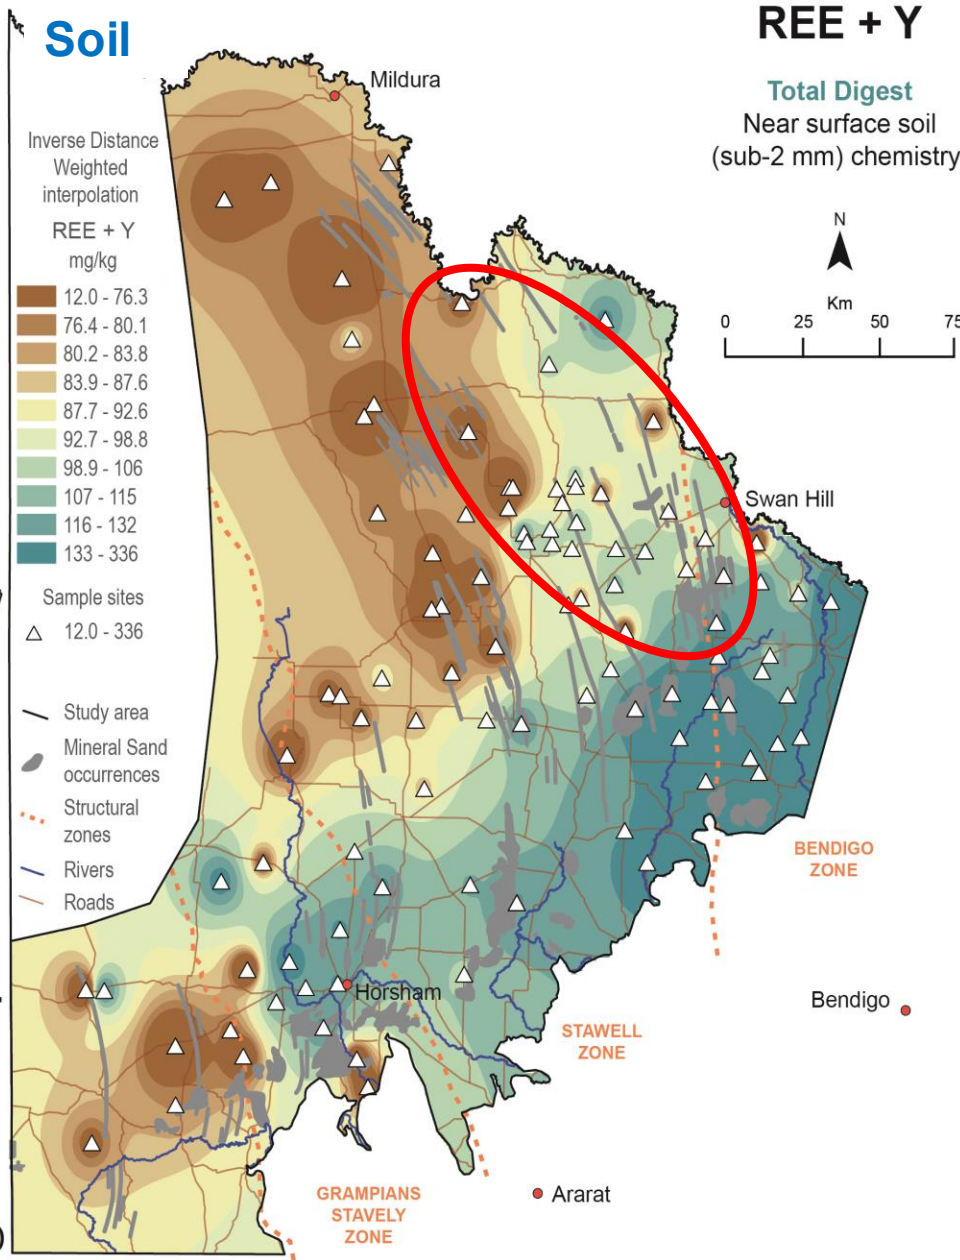 Soil
REE + Y
Total Digest
Near surface soil
(sub-2 mm) chemistry
N
Km
0 25 50 75
Mildura
Inverse Distance
Weighted
interpolation
REE + Y
mg/kg
12.0 - 76.3
76.4 - 80.1
80.2 - 83.8
83.9 - 87.6
87.7 - 92.6
92.7 - 98.8
98.9 - 106
107 - 115
116 - 132
133 - 336
Sample sites
12.0 - 336
Study area
Mineral Sand
occurrences
Structural
zones
Rivers
Roads
Swan Hill
BENDIGO
ZONE
Horsham
Bendigo
STAWELL
ZONE
GRAMPIANS
STAVELY
ZONE
Ararat